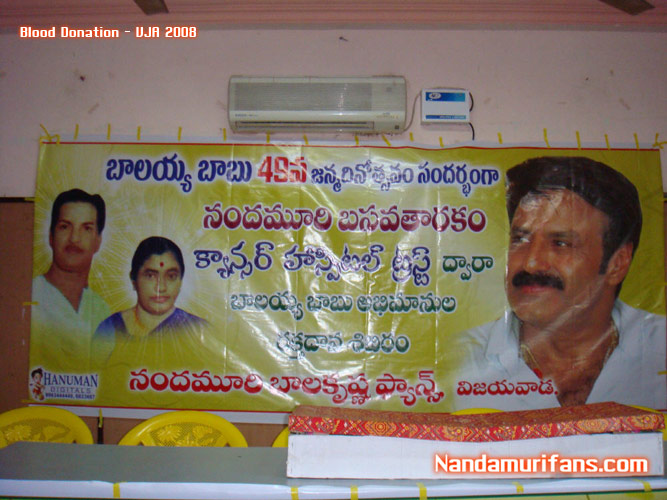 Blood Donation - VJA 2008
బాలయ్య బాబు 49వ జన్మదినోత్సవం సందర్భంగా
నందమూరి బసవతారకం
క్యాన్సర్ హాస్పిటల్ ట్రస్ట్ ద్వారా
బాలయ్య బాబు అభిమానుల
రక్తదాన శిబిరం
నందమూరి బాలకృష్ణ ఫ్యాన్స్, విజయవాడ.
HANUMAN
DIGITALS
Nandamurifans.com